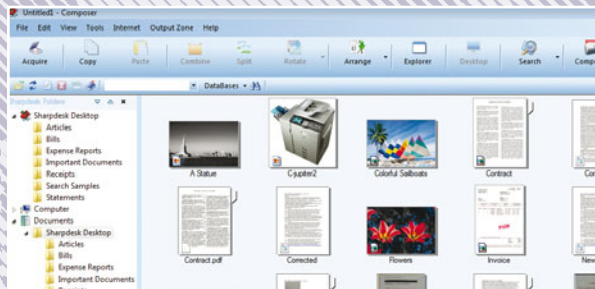 Untitled1 - Composer
File Edit View Tools Internet Output Zone Help
Acquire Copy Paste Combine Split Rotate Arrange Explorer Desktop Search
DataBases
Sharpdesk Folders
Sharpdesk Desktop
Articles
Bills
Expense Reports
Important Documents
Receipts
Search Samples
Statements
Computer
Documents
Sharpdesk Desktop
Articles
Bills
Expense Reports
Important Documents
A Statue C-jupiter2 Colorful Sailboats Contract
Contract.pdf Corrected Flowers Invoice